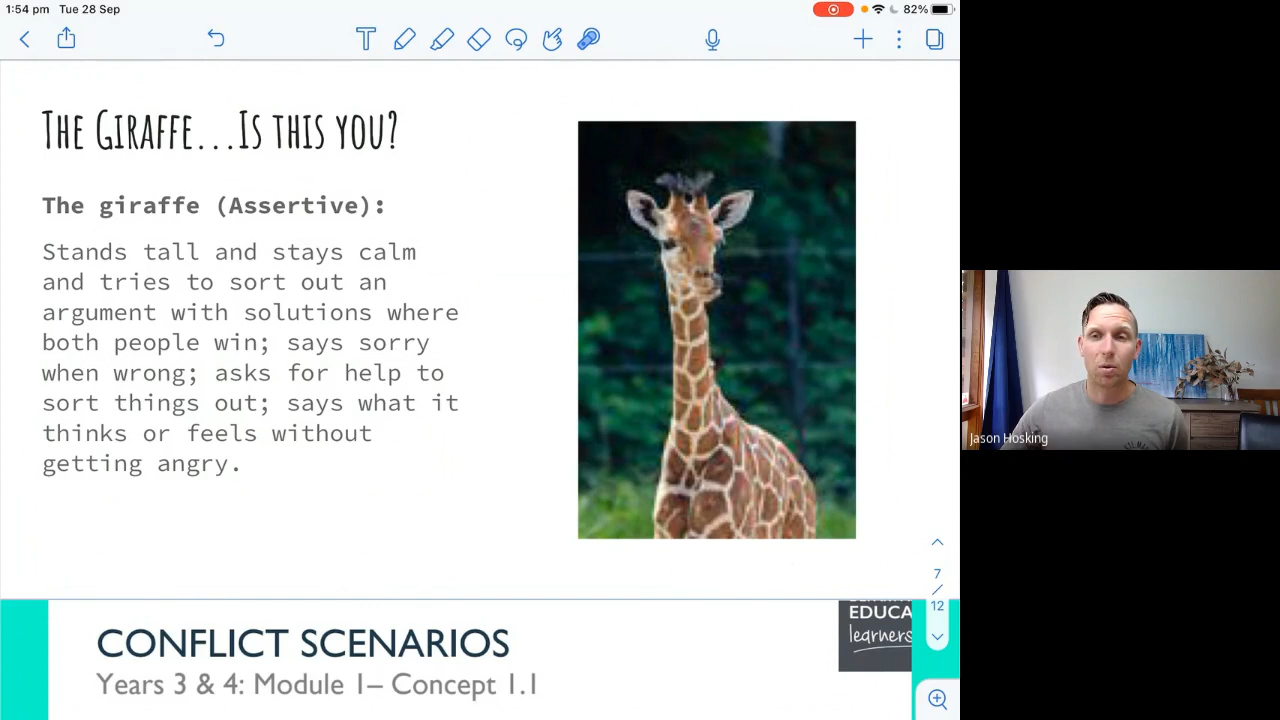 1:54 pm Tue 28 Sep
82%
The Giraffe...Is this you?
The giraffe (Assertive):
Stands tall and stays calm
and tries to sort out an
argument with solutions where
both people win; says sorry
when wrong; asks for help to
sort things out; says what it
thinks or feels without
getting angry.
Jason Hosking
7
/
12
EDUCA
learners
CONFLICT SCENARIOS
Years 3 & 4: Module 1– Concept 1.1